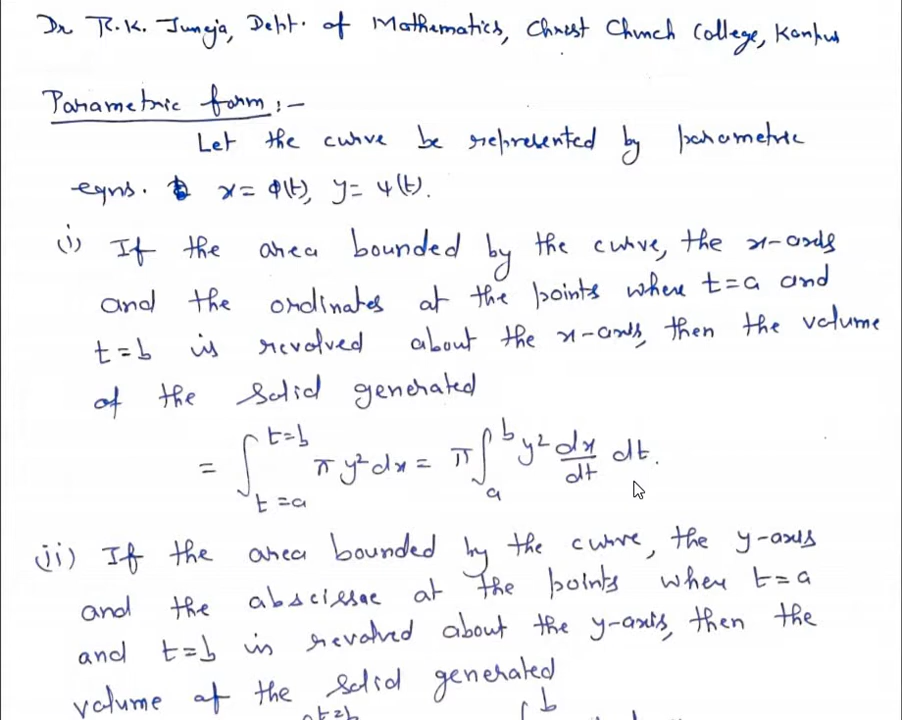 Dr R.K. Juneja, Deptt. of Mathematics, Christ Church College, Kanpur
Parametric form :-
Let the curve be represented by parametric
eqns. x = φ(t), y = ψ(t).
(i) If the area bounded by the curve, the x-axis
and the ordinates at the points where t=a and
t=b is revolved about the x-axis, then the volume
of the solid generated
= ∫_{t=a}^{t=b} π y² dx = π ∫_a^b y² dx/dt dt.
(ii) If the area bounded by the curve, the y-axis
and the abscissae at the points where t=a
and t=b is revolved about the y-axis, then the
volume of the solid generated
t=b b